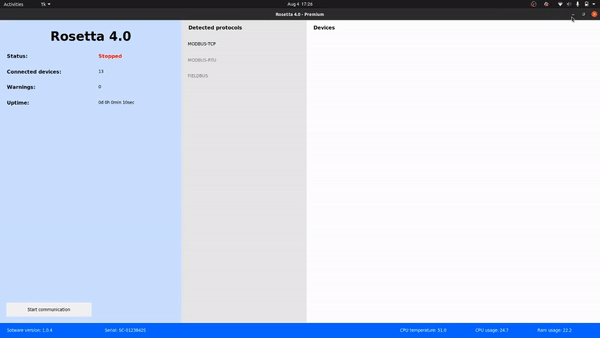 Activities
Aug 4 17:26
Rosetta 4.0 - Premium
Rosetta 4.0
Status: Stopped
Connected devices: 13
Warnings: 0
Uptime: 0d 0h 0min 10sec
Start communication
Detected protocols
MODBUS-TCP
MODBUS-RTU
FIELDBUS
Devices
Sotware version: 1.0.4
Serial: SC-01238425
CPU temperature: 31.0
CPU usage: 24.7
Ram usage: 22.2